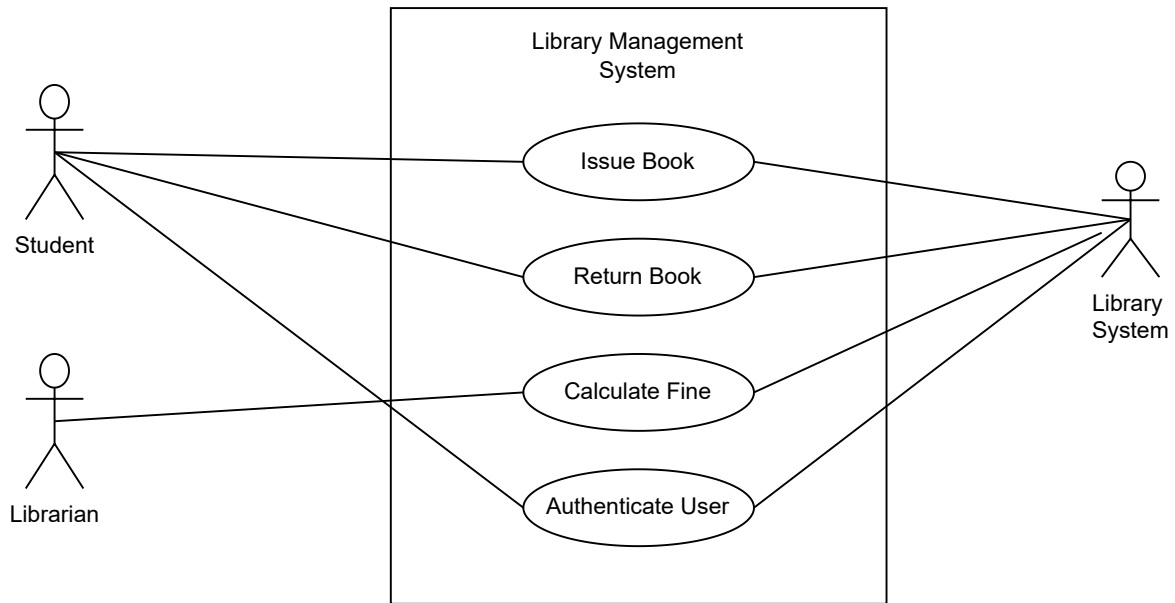 Library Management
System
Issue Book
Student
Return Book
Library
System
Calculate Fine
Librarian
Authenticate User